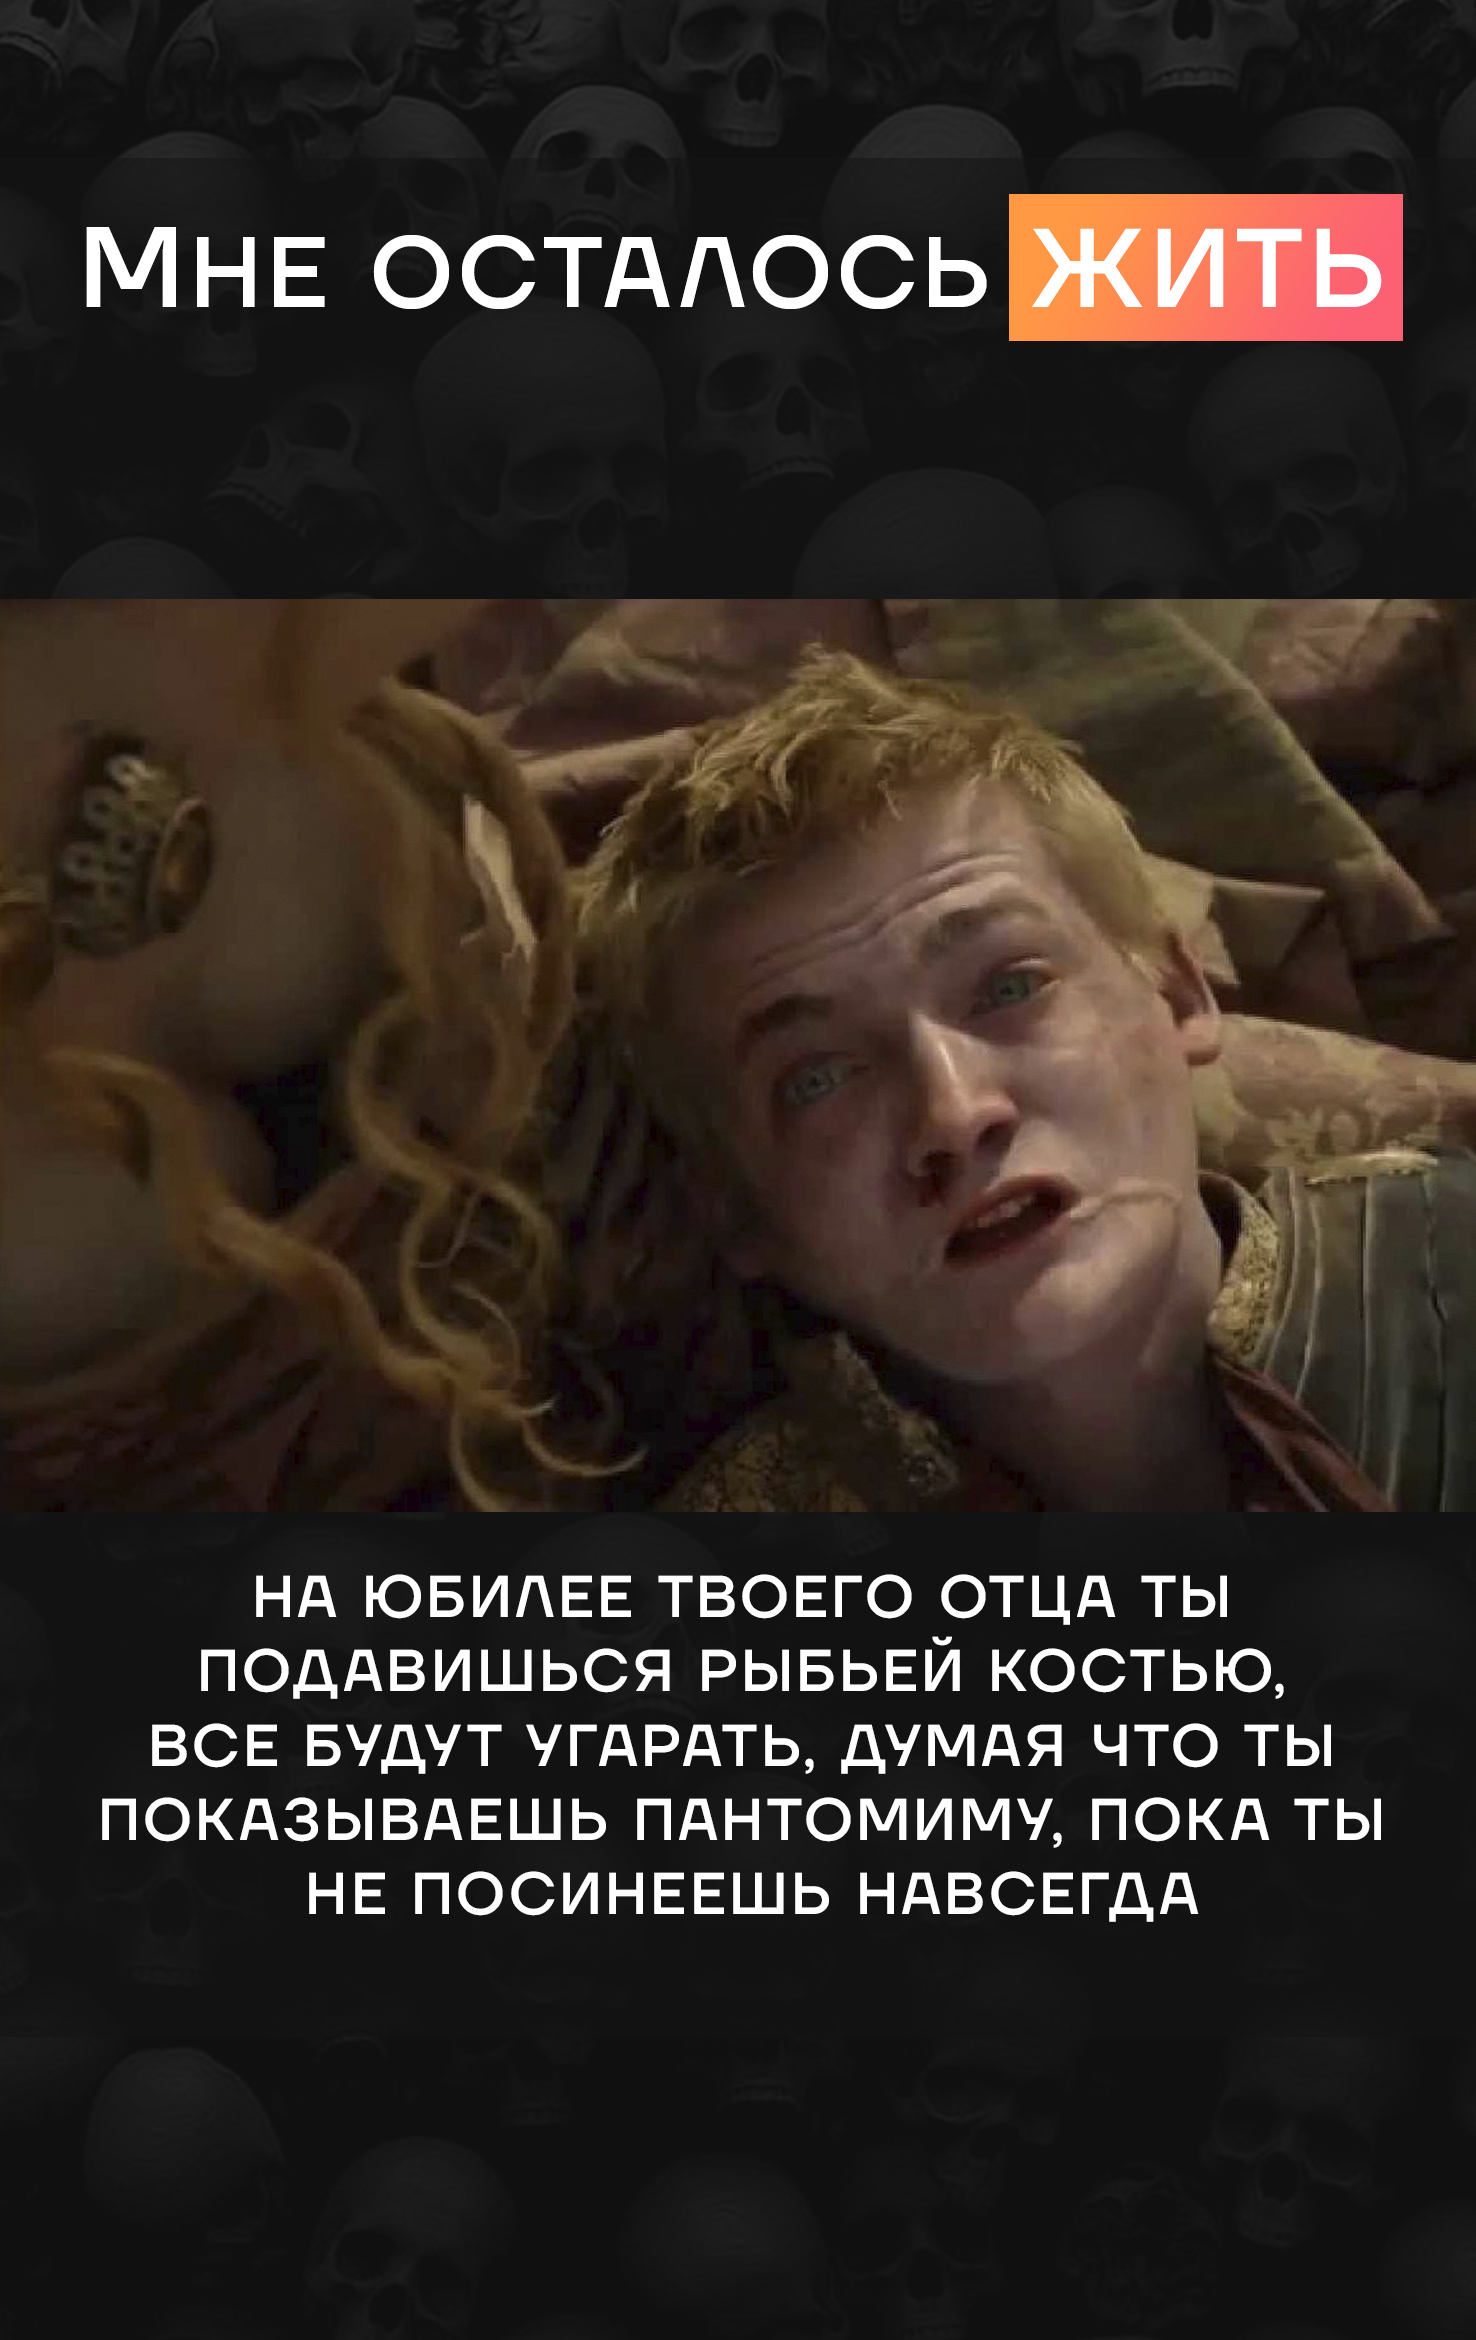 Мне осталось жить
на юбилее твоего отца ты
подавишься рыбьей костью,
все будут угарать, думая что ты
показываешь пантомиму, пока ты
не посинеешь навсегда